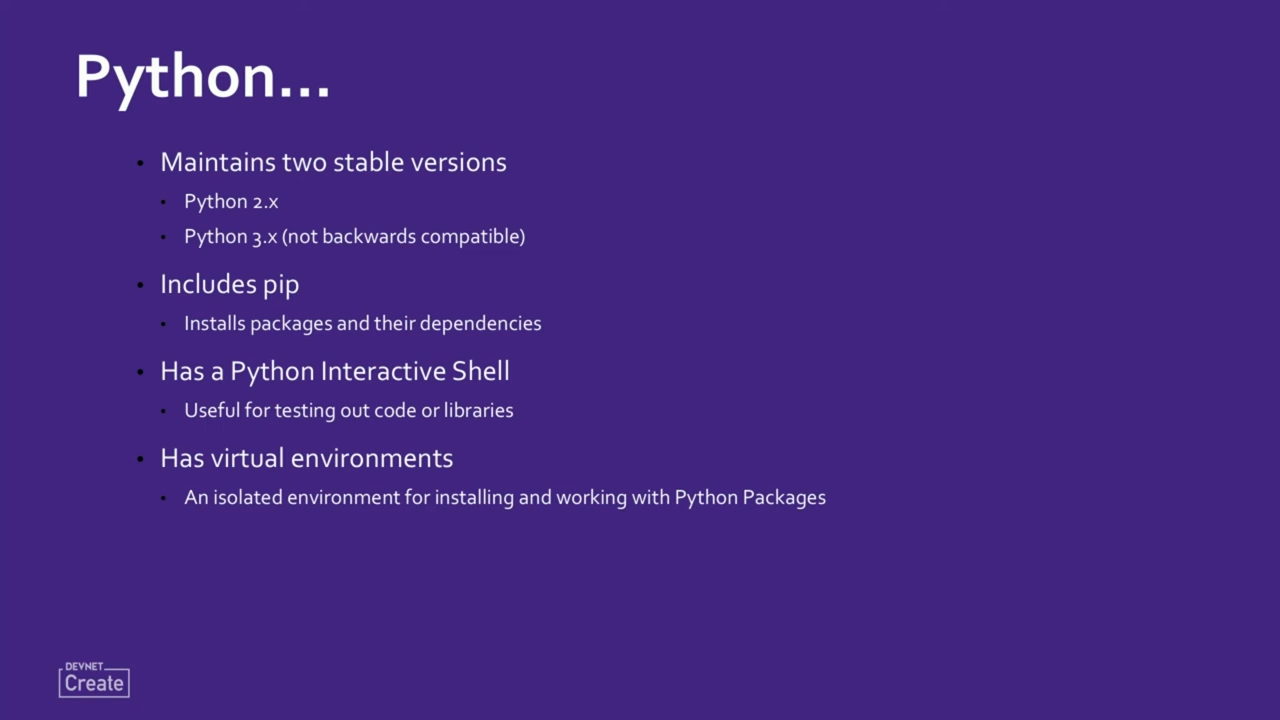 Python...
• Maintains two stable versions
• Python 2.x
• Python 3.x (not backwards compatible)
• Includes pip
• Installs packages and their dependencies
• Has a Python Interactive Shell
• Useful for testing out code or libraries
• Has virtual environments
• An isolated environment for installing and working with Python Packages
DEVNET
Create